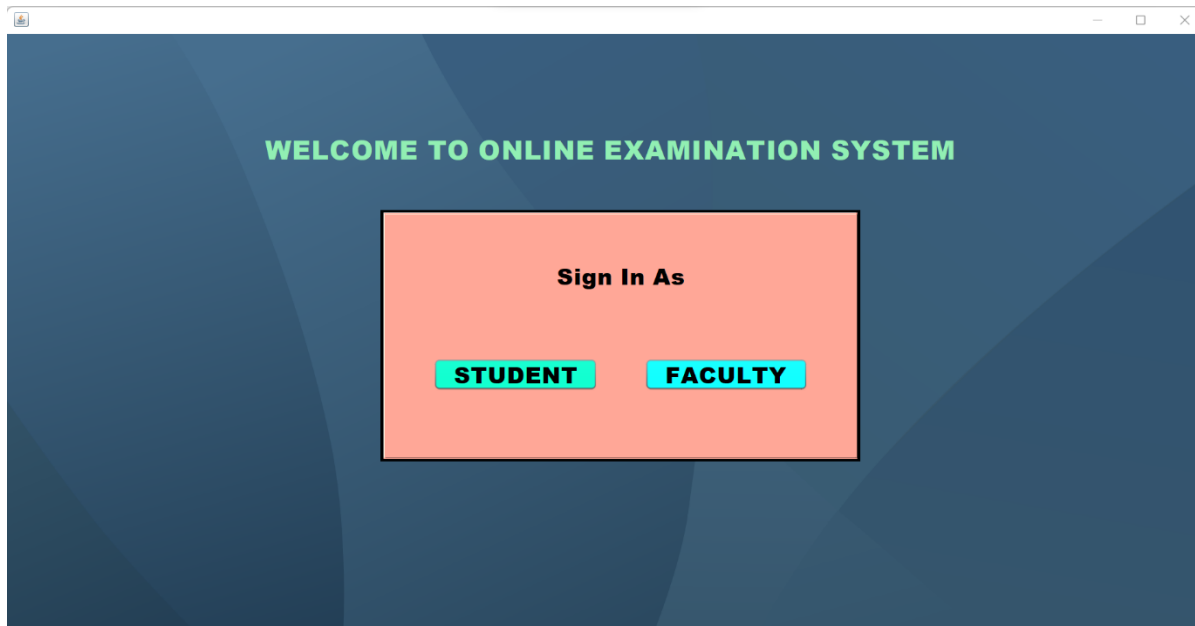 WELCOME TO ONLINE EXAMINATION SYSTEM
Sign In As
STUDENT FACULTY